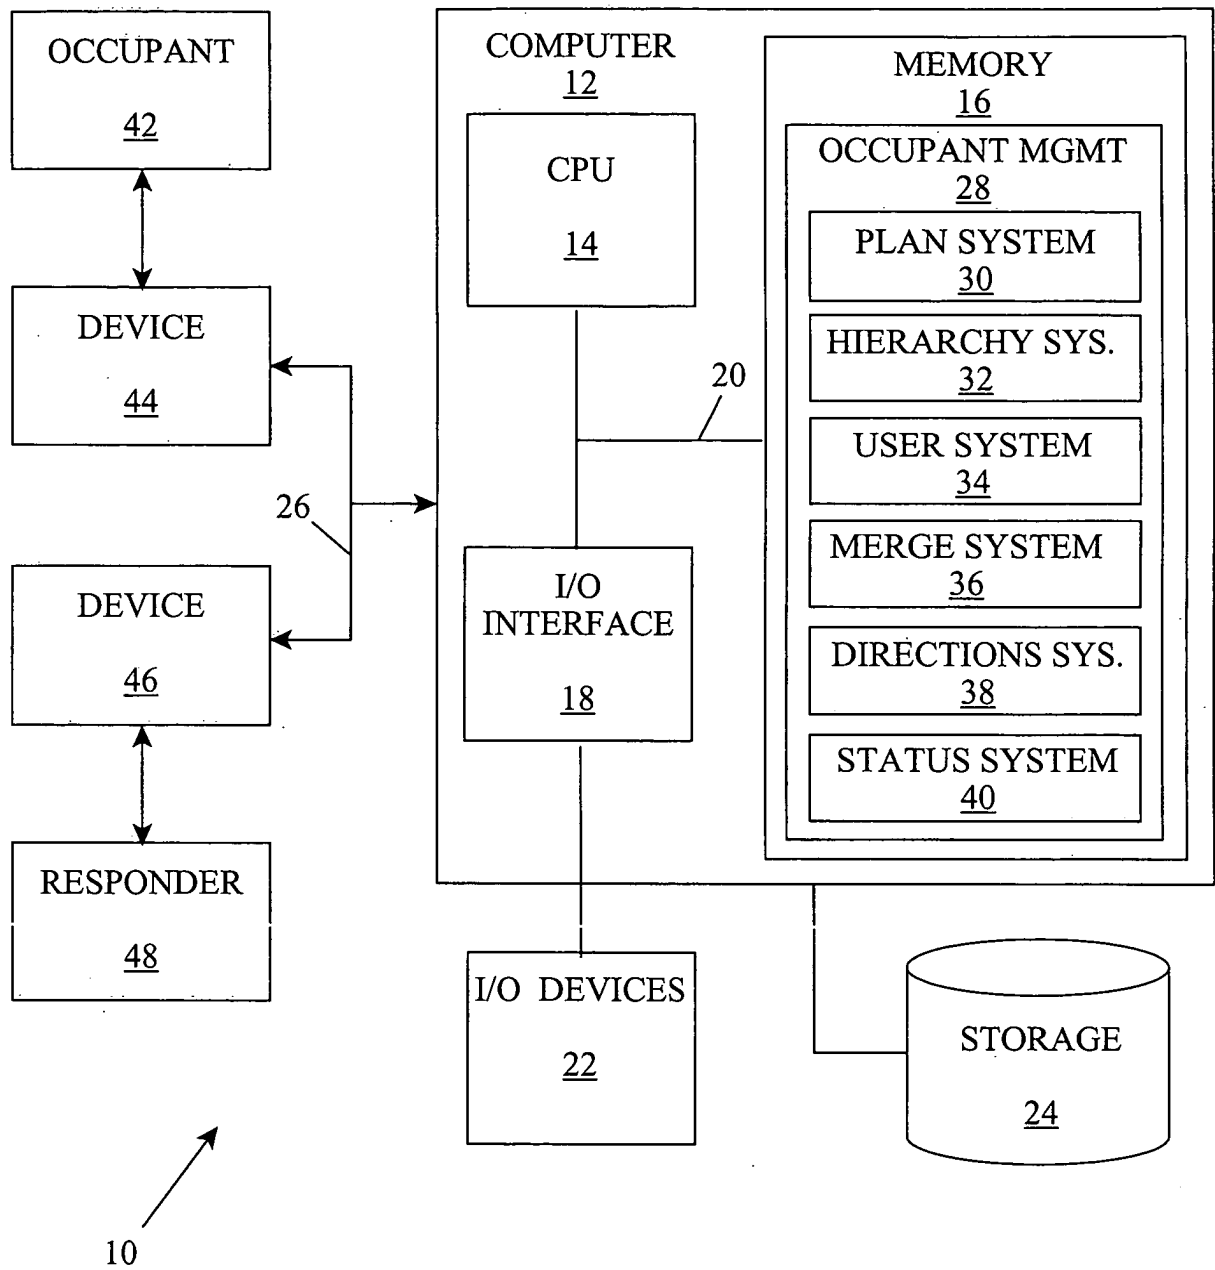 OCCUPANT
42
DEVICE
44
26
DEVICE
46
RESPONDER
48
10
COMPUTER
12
CPU
14
20
I/O
INTERFACE
18
I/O DEVICES
22
MEMORY
16
OCCUPANT MGMT
28
PLAN SYSTEM
30
HIERARCHY SYS.
32
USER SYSTEM
34
MERGE SYSTEM
36
DIRECTIONS SYS.
38
STATUS SYSTEM
40
STORAGE
24